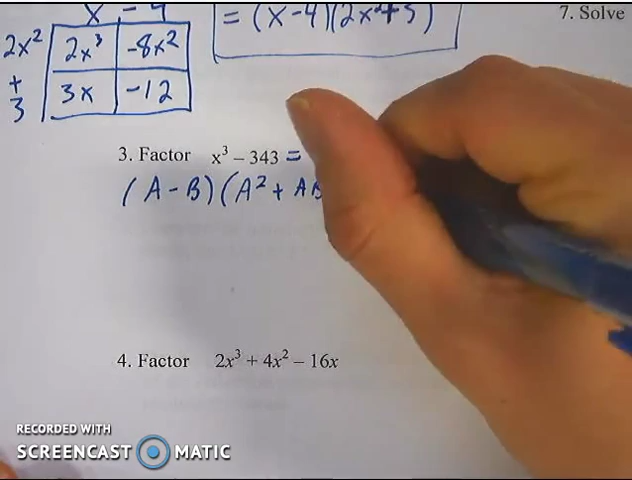 x - 4
= (x-4)(2x²+3)
7. Solve
2x² 2x³ -8x²
+
3 3x -12
3. Factor x³ – 343 =
(A - B)(A² + AB
4. Factor 2x³ + 4x² – 16x
RECORDED WITH
SCREENCAST MATIC